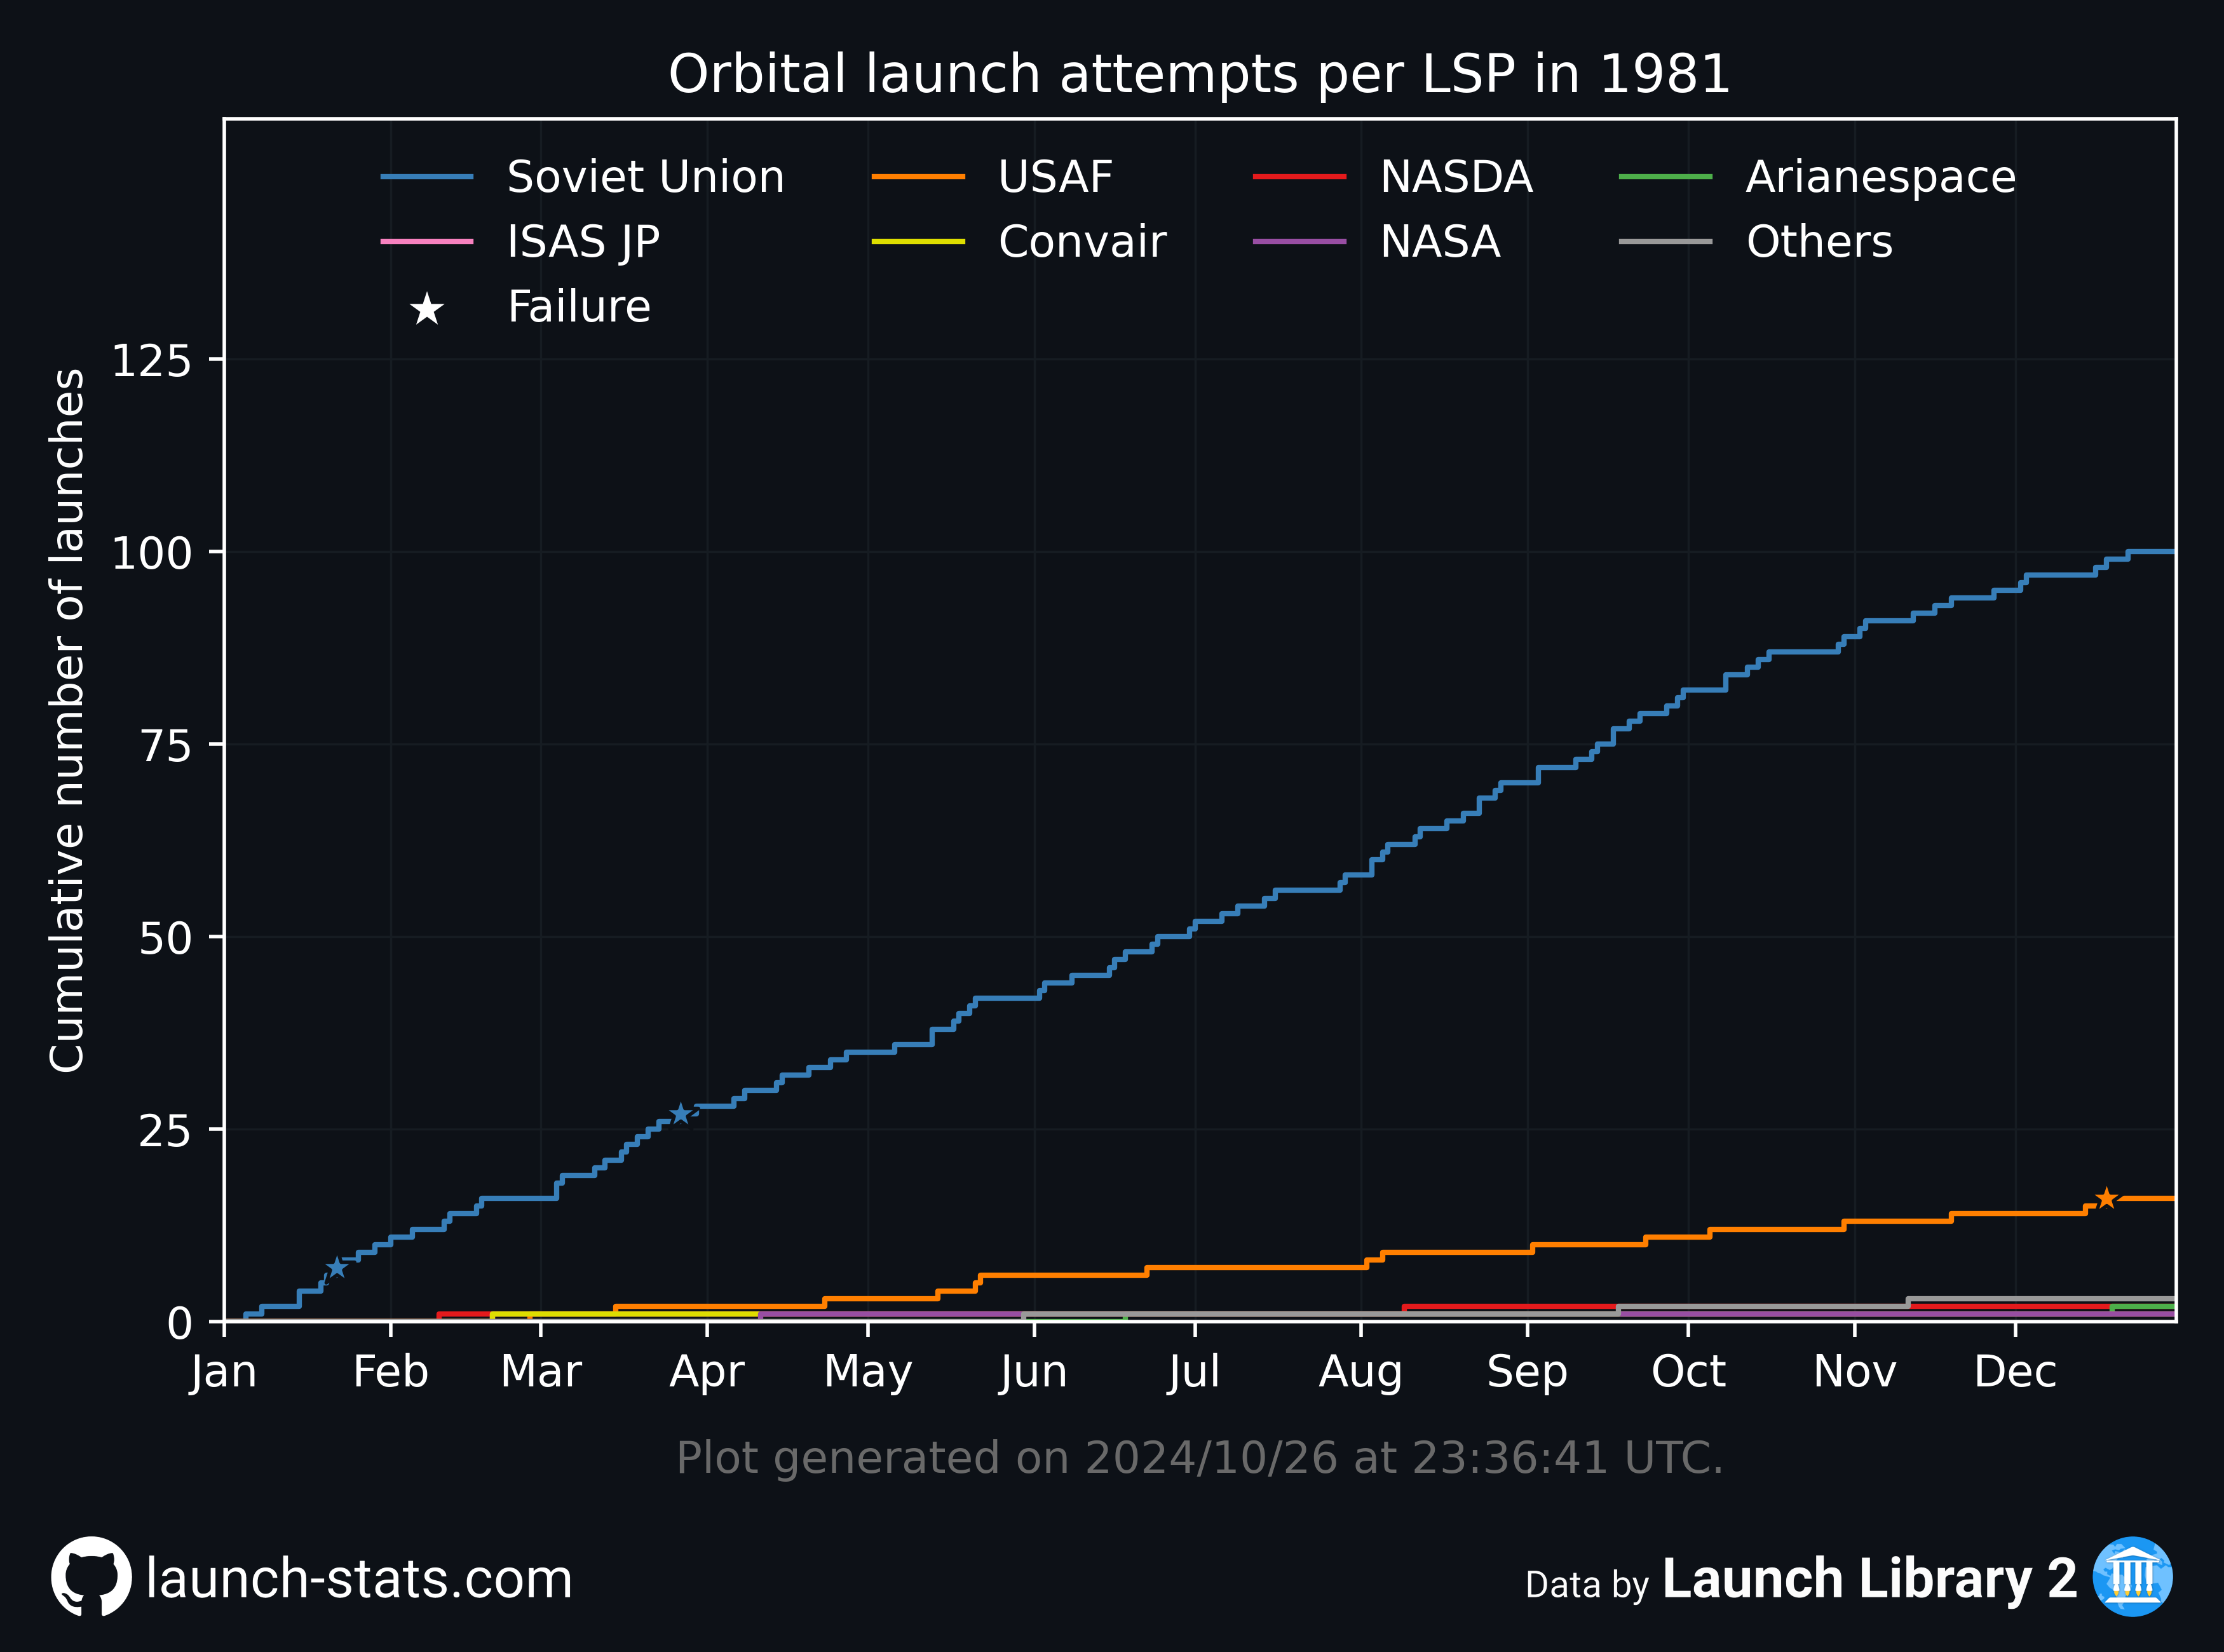 Orbital launch attempts per LSP in 1981
Soviet Union USAF NASDA Arianespace
ISAS JP Convair NASA Others
Failure
Cumulative number of launches
125
100
75
50
25
0
Jan Feb Mar Apr May Jun Jul Aug Sep Oct Nov Dec
Plot generated on 2024/10/26 at 23:36:41 UTC.
launch-stats.com
Data by Launch Library 2